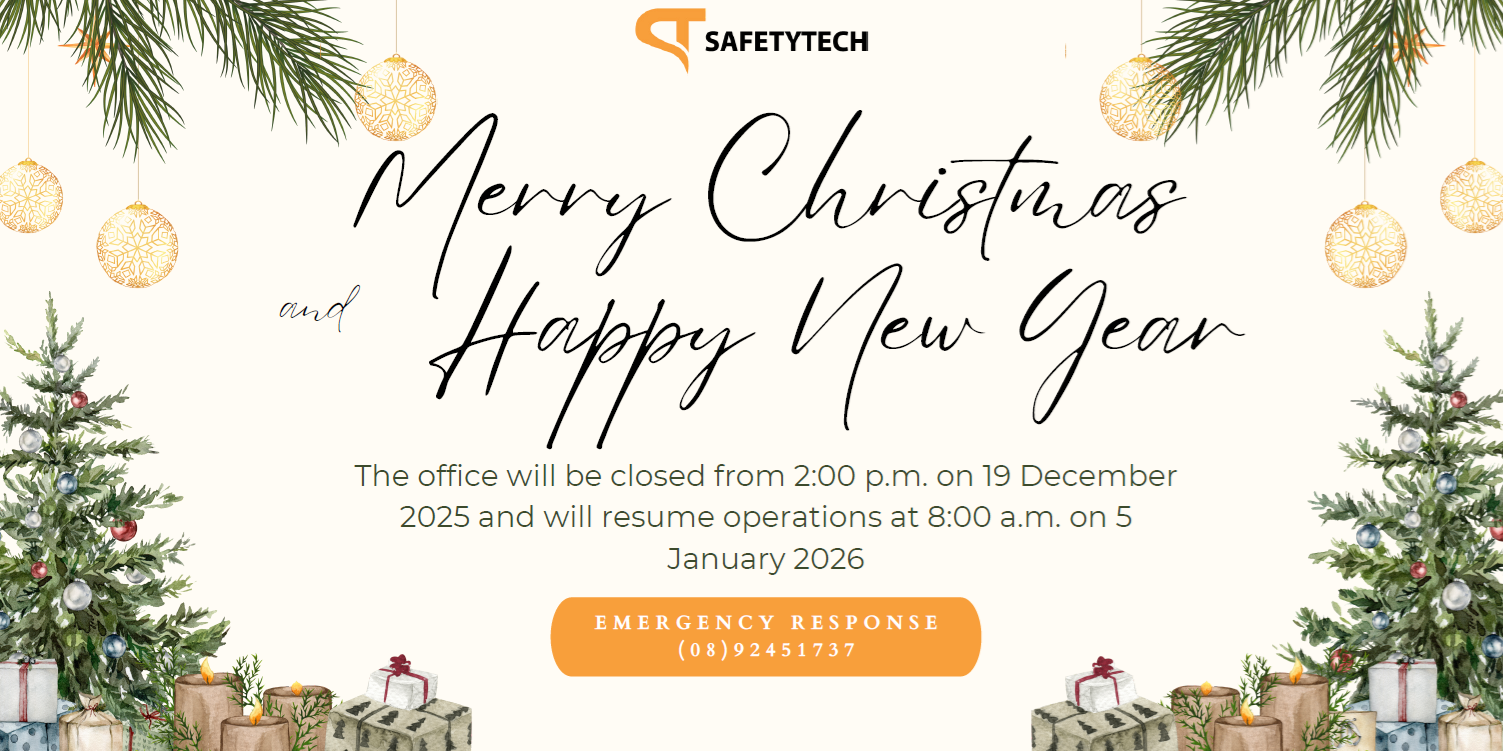 SAFETYTECH
Merry Christmas
and Happy New Year
The office will be closed from 2:00 p.m. on 19 December
2025 and will resume operations at 8:00 a.m. on 5
January 2026
EMERGENCY RESPONSE
(08)92451737